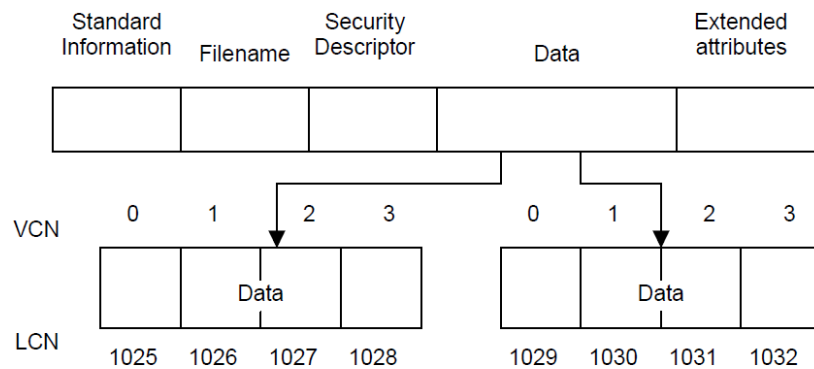 Standard
Information
Filename
Security
Descriptor
Data
Extended
attributes
VCN 0 1 2 3 0 1 2 3
Data Data
LCN 1025 1026 1027 1028 1029 1030 1031 1032